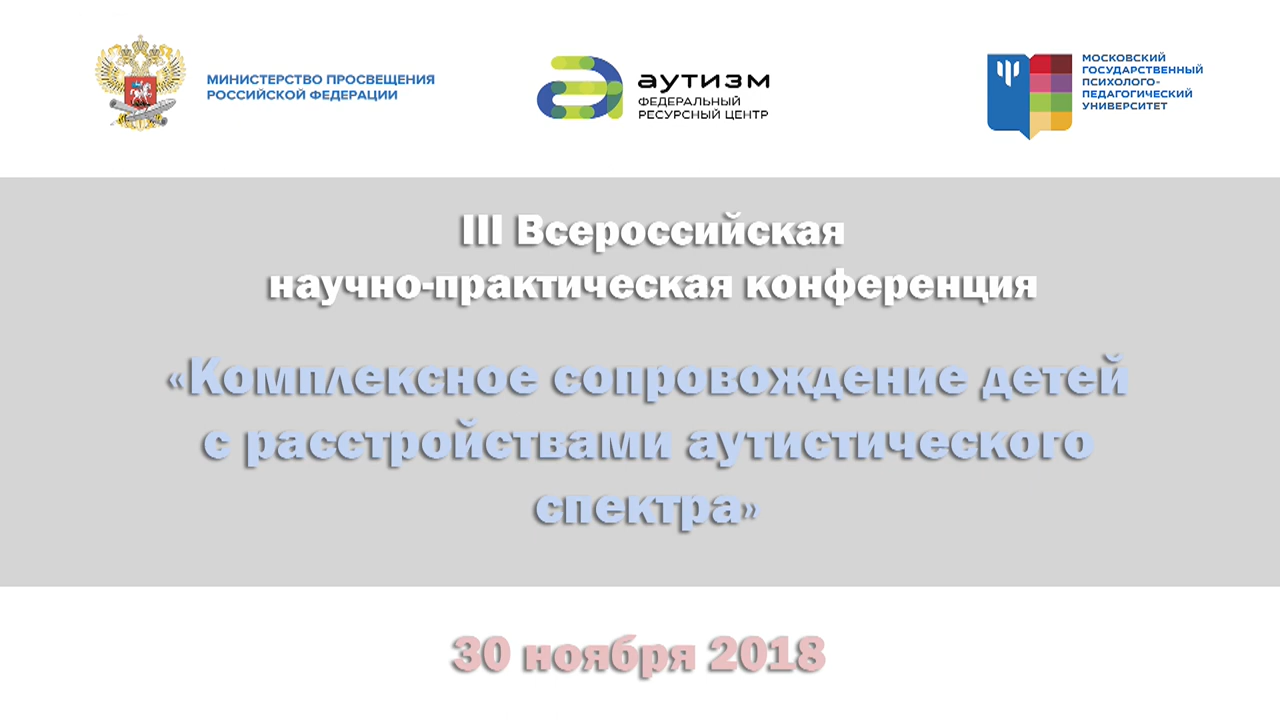 МИНИСТЕРСТВО ПРОСВЕЩЕНИЯ
РОССИЙСКОЙ ФЕДЕРАЦИИ
аутизм
ФЕДЕРАЛЬНЫЙ
РЕСУРСНЫЙ ЦЕНТР
МОСКОВСКИЙ
ГОСУДАРСТВЕННЫЙ
ПСИХОЛОГО-
ПЕДАГОГИЧЕСКИЙ
УНИВЕРСИТЕТ
III Всероссийская
научно-практическая конференция
«Комплексное сопровождение детей
с расстройствами аутистического
спектра»
30 ноября 2018